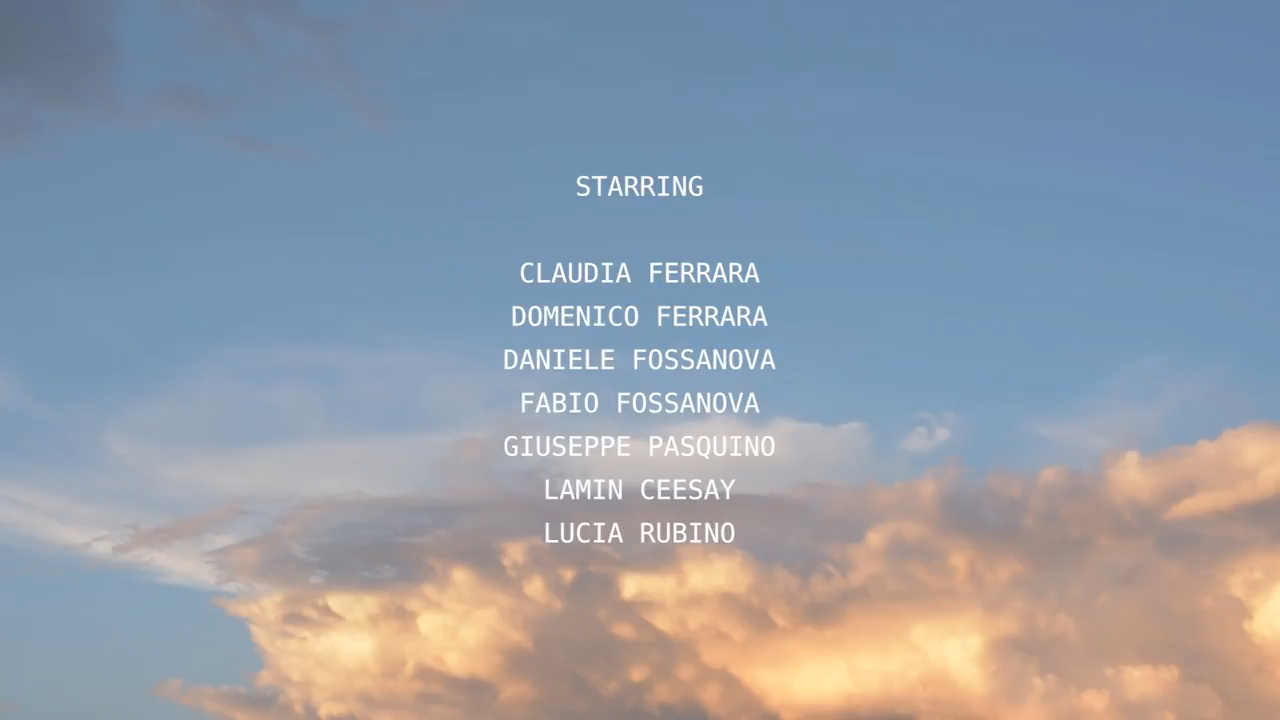 STARRING
CLAUDIA FERRARA
DOMENICO FERRARA
DANIELE FOSSANOVA
FABIO FOSSANOVA
GIUSEPPE PASQUINO
LAMIN CEESAY
LUCIA RUBINO